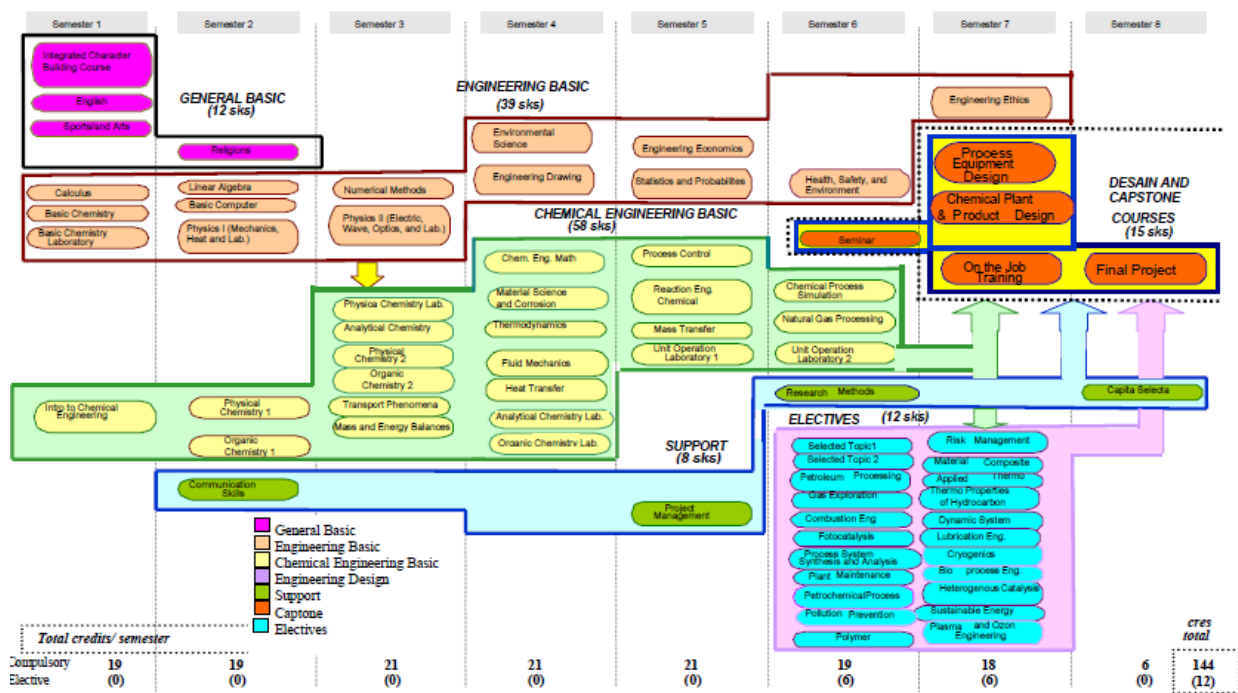 Semester 1
Semester 2
Semester 3
Semester 4
Semester 5
Semester 6
Semester 7
Semester 8
Integrated Character
Building Course
English
Sports/and Arts
GENERAL BASIC
(12 sks)
Religions
ENGINEERING BASIC
(39 sks)
Calculus
Basic Chemistry
Basic Chemistry
Laboratory
Linear Algebra
Basic Computer
Physics I (Mechanics,
Heat and Lab.)
Numerical Methods
Physics II (Electric,
Wave, Optics, and Lab.)
Environmental
Science
Engineering Drawing
Engineering Economics
Statistics and Probabilites
Health, Safety, and
Environment
Engineering Ethics
Process
Equipment
Design
Chemical Plant
& Product Design
Seminar
On the Job
Training
Final Project
DESAIN AND
CAPSTONE
COURSES
(15 sks)
CHEMICAL ENGINEERING BASIC
(58 sks)
Intro to Chemical
Engineering
Physical
Chemistry 1
Organic
Chemistry 1
Physica Chemistry Lab.
Analytical Chemistry
Physical
Chemistry 2
Organic
Chemistry 2
Transport Phenomena
Mass and Energy Balances
Chem. Eng. Math
Material Science
and Corrosion
Thermodynamics
Fluid Mechanics
Heat Transfer
Analytical Chemistry Lab.
Organic Chemistry Lab.
Process Control
Reaction Eng.
Chemical
Mass Transfer
Unit Operation
Laboratory 1
Chemical Process
Simulation
Natural Gas Processing
Unit Operation
Laboratory 2
SUPPORT
(8 sks)
Communication
Skills
Project
Management
Research Methods
Capita Selecta
ELECTIVES (12 sks)
Selected Topic1
Selected Topic 2
Petroleum Processing
Gas Exploration
Combustion Eng
Fotocatalysis
Process System
Synthesis and Analysis
Plant Maintenance
PetrochemicalProcess
Pollution Prevention
Polymer
Risk Management
Material Composite
Applied Thermo
Thermo Properties
of Hydrocarbon
Dynamic System
Lubrication Eng.
Cryogenics
Bio process Eng.
Heterogenous Catalysis
Sustainable Energy
Plasma and Ozon
Engineering
General Basic
Engineering Basic
Chemical Engineering Basic
Engineering Design
Support
Captone
Electives
Total credits/ semester
cres
total
Compulsory 19 19 21 21 21 19 18 6 144
Elective (0) (0) (0) (0) (0) (6) (6) (0) (12)